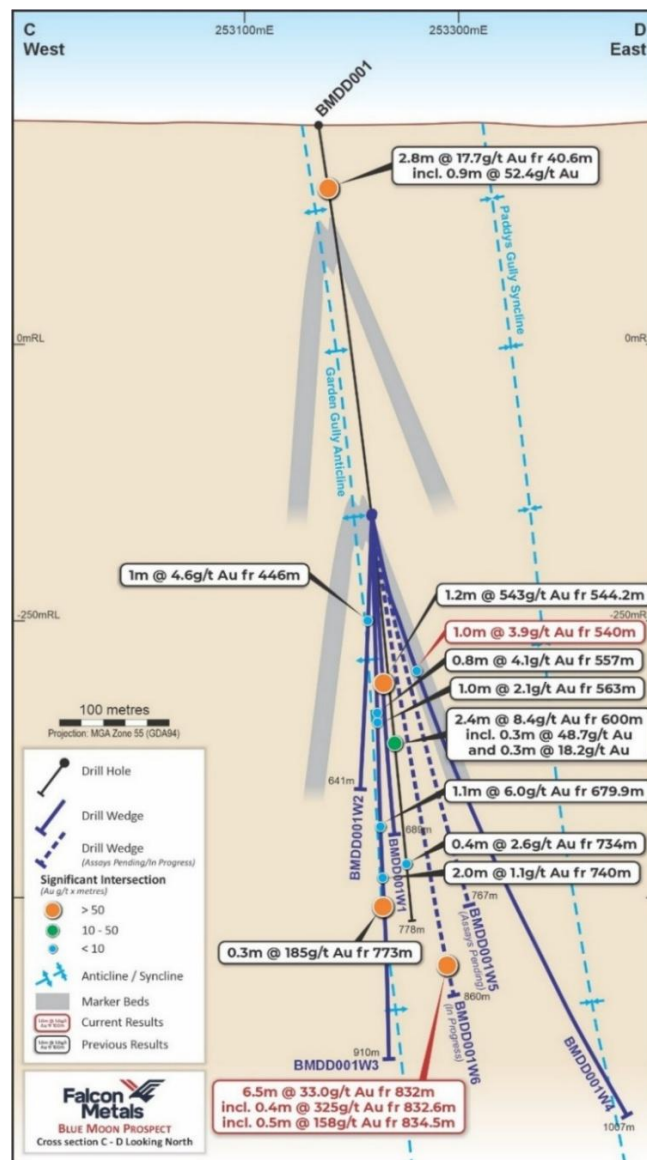 C
West
253100mE
253300mE
D
East
BMDD001
2.8m @ 17.7g/t Au fr 40.6m
incl. 0.9m @ 52.4g/t Au
Paddys Gully Syncline
0mRL
0mR
Garden Gully Anticline
1m @ 4.6g/t Au fr 446m
1.2m @ 543g/t Au fr 544.2m
-250mRL
-250mR
1.0m @ 3.9g/t Au fr 540m
0.8m @ 4.1g/t Au fr 557m
1.0m @ 2.1g/t Au fr 563m
2.4m @ 8.4g/t Au fr 600m
incl. 0.3m @ 48.7g/t Au
and 0.3m @ 18.2g/t Au
100 metres
Projection: MGA Zone 55 (GDA94)
641m
BMDD001W2
1.1m @ 6.0g/t Au fr 679.9m
689m
BMDD001W1
0.4m @ 2.6g/t Au fr 734m
2.0m @ 1.1g/t Au fr 740m
767m
BMDD001W5
(Assays Pending)
778m
0.3m @ 185g/t Au fr 773m
860m
BMDD001W6
(In Progress)
910m
BMDD001W3
BMDD001W4
1007m
6.5m @ 33.0g/t Au fr 832m
incl. 0.4m @ 325g/t Au fr 832.6m
incl. 0.5m @ 158g/t Au fr 834.5m
Drill Hole
Drill Wedge
Drill Wedge
(Assays Pending/In Progress)
Significant Intersection
(Au g/t x metres)
> 50
10 - 50
< 10
Anticline / Syncline
Marker Beds
Current Results
Previous Results
Falcon
Metals
BLUE MOON PROSPECT
Cross section C - D Looking North